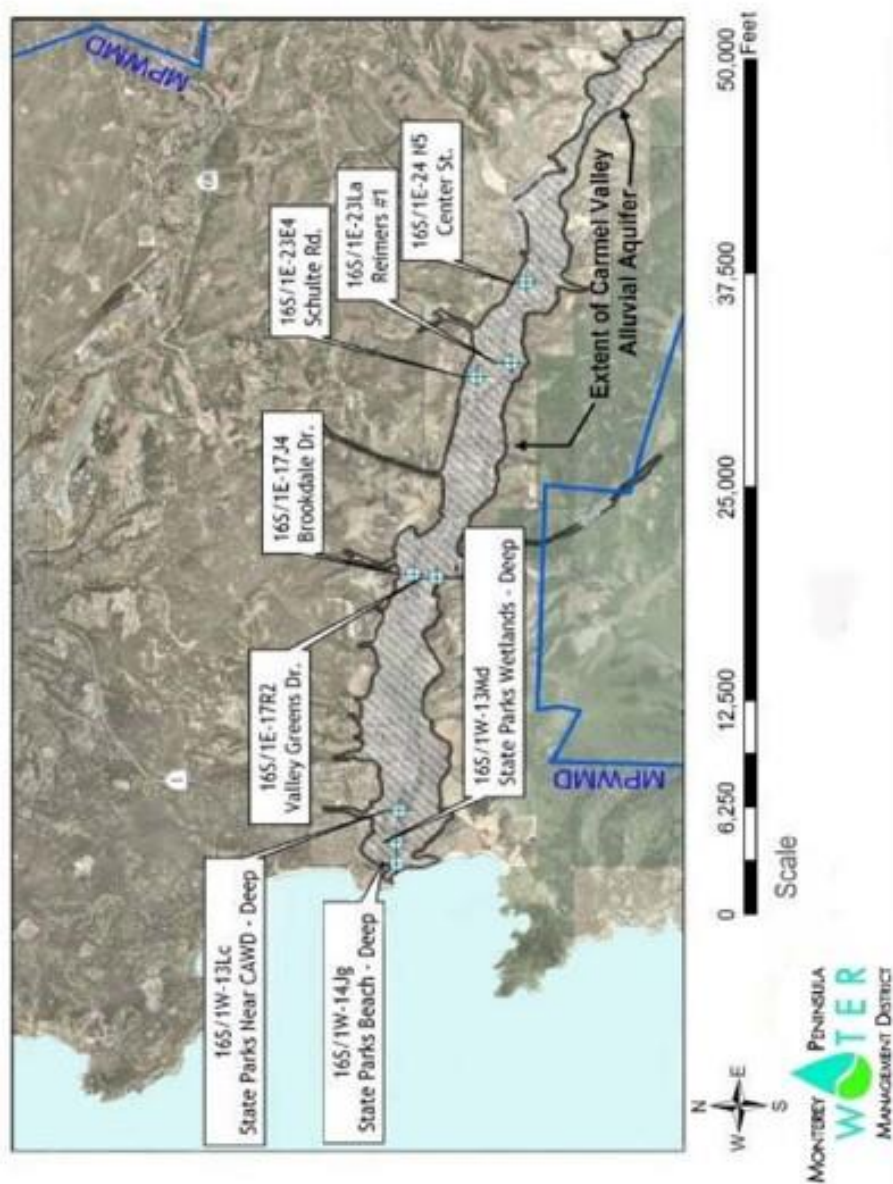 MPWMD
68
16S/1E-23E4
Schulte Rd.
16S/1E-23La
Reimers #1
16S/1E-24 N5
Center St.
16S/1E-17J4
Brookdale Dr.
16S/1E-17R2
Valley Greens Dr.
1
16S/1W-13Lc
State Parks Near CAWD - Deep
16S/1W-14Jg
State Parks Beach - Deep
16S/1W-13Md
State Parks Wetlands - Deep
Extent of Carmel Valley
Alluvial Aquifer
MPWMD
N
W E
S
0 6,250 12,500 25,000 37,500 50,000
Feet
Scale
MONTEREY PENINSULA
WATER
MANAGEMENT DISTRICT